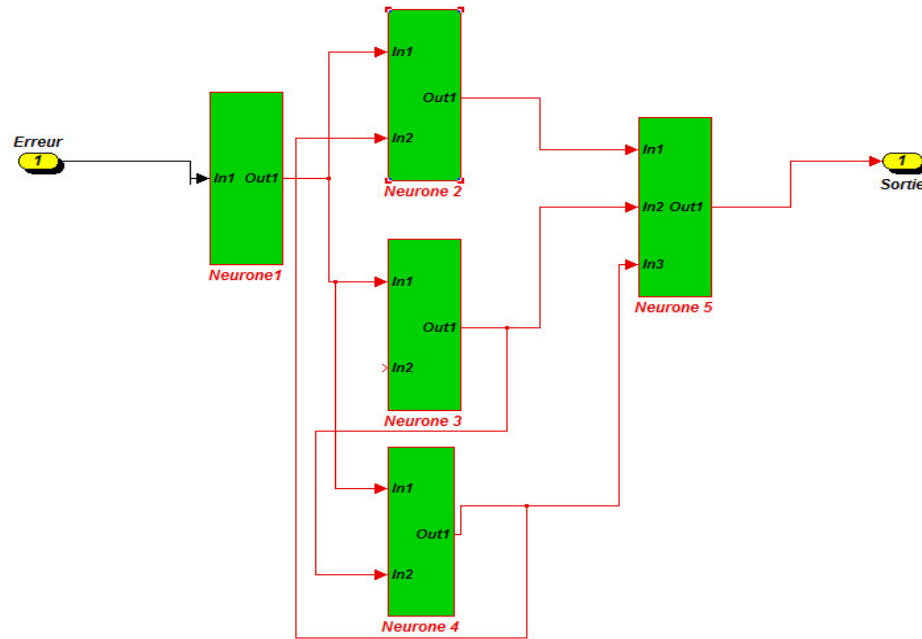 Erreur
1
In1 Out1
Neurone1
In1
Out1
In2
Neurone 2
In1
Out1
In2
Neurone 3
In1
Out1
In2
Neurone 4
In1
In2 Out1
In3
Neurone 5
1
Sortie